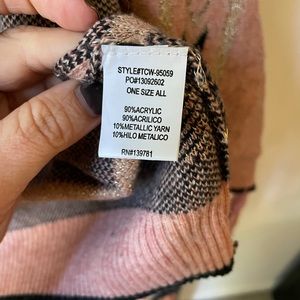 STYLE#TCW-95059
PO#13092602
ONE SIZE ALL
90%ACRYLIC
90%ACRILICO
10%METALLIC YARN
10%HILO METALICO
RN#139781